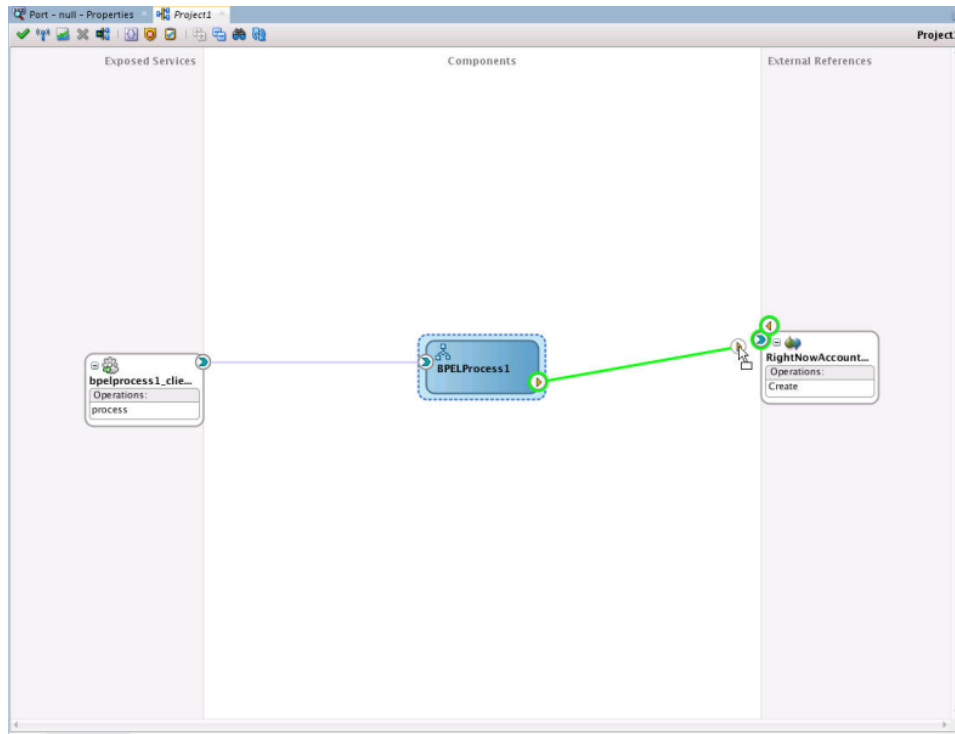 Port - null - Properties
Project1
Project1
Exposed Services
Components
External References
bpelprocess1_clie...
Operations:
process
BPELProcess1
RightNowAccount...
Operations:
Create